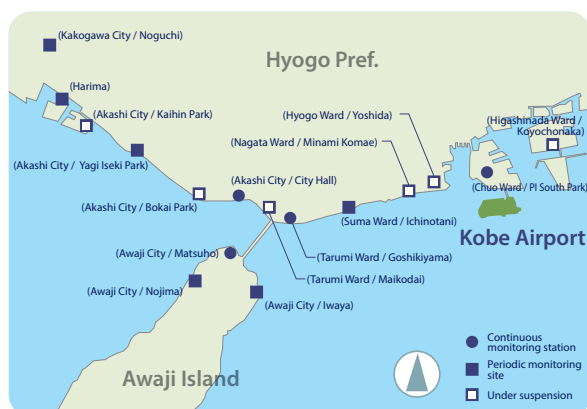 (Kakogawa City / Noguchi)
Hyogo Pref.
(Harima)
(Akashi City / Kaihin Park)
(Hyogo Ward / Yoshida)
(Higashinada Ward /
Koyochonaka)
(Nagata Ward / Minami Komae)
(Akashi City / Yagi Iseki Park)
(Akashi City / City Hall)
(Chuo Ward / PI South Park)
(Akashi City / Bokai Park)
(Suma Ward / Ichinotani)
Kobe Airport
(Awaji City / Matsuho)
(Tarumi Ward / Goshikiyama)
(Tarumi Ward / Maikodai)
(Awaji City / Nojima)
(Awaji City / Iwaya)
Awaji Island
Continuous
monitoring station
Periodic monitoring
site
Under suspension